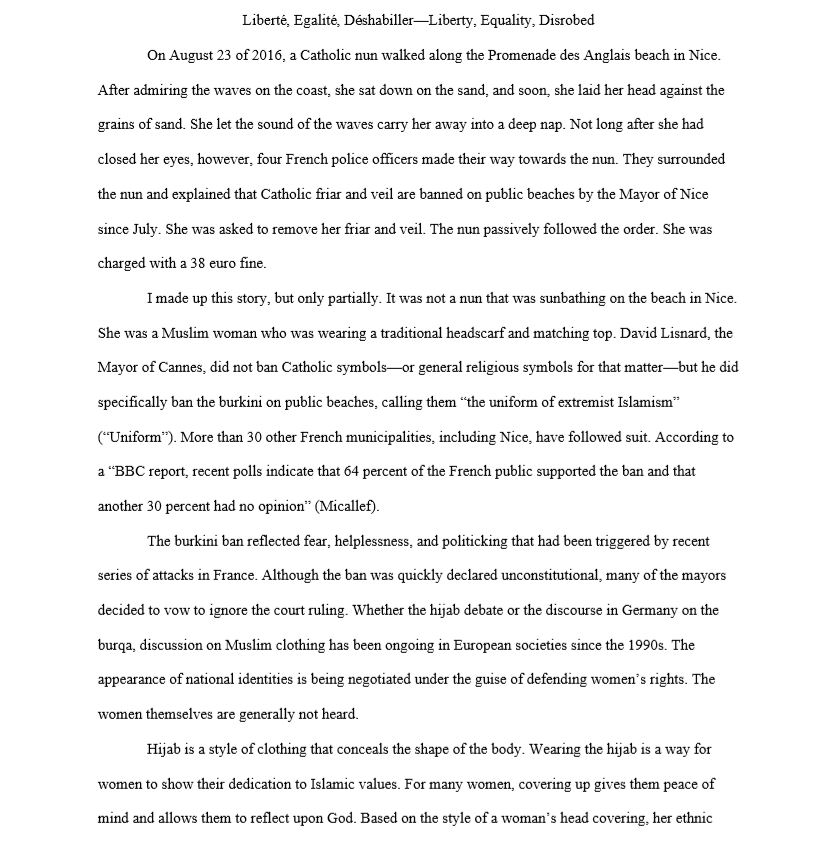 Liberté, Egalité, Déshabiller—Liberty, Equality, Disrobed
On August 23 of 2016, a Catholic nun walked along the Promenade des Anglais beach in Nice.
After admiring the waves on the coast, she sat down on the sand, and soon, she laid her head against the
grains of sand. She let the sound of the waves carry her away into a deep nap. Not long after she had
closed her eyes, however, four French police officers made their way towards the nun. They surrounded
the nun and explained that Catholic friar and veil are banned on public beaches by the Mayor of Nice
since July. She was asked to remove her friar and veil. The nun passively followed the order. She was
charged with a 38 euro fine.
I made up this story, but only partially. It was not a nun that was sunbathing on the beach in Nice.
She was a Muslim woman who was wearing a traditional headscarf and matching top. David Lisnard, the
Mayor of Cannes, did not ban Catholic symbols—or general religious symbols for that matter—but he did
specifically ban the burkini on public beaches, calling them “the uniform of extremist Islamism”
(“Uniform”). More than 30 other French municipalities, including Nice, have followed suit. According to
a “BBC report, recent polls indicate that 64 percent of the French public supported the ban and that
another 30 percent had no opinion” (Micallef).
The burkini ban reflected fear, helplessness, and politicking that had been triggered by recent
series of attacks in France. Although the ban was quickly declared unconstitutional, many of the mayors
decided to vow to ignore the court ruling. Whether the hijab debate or the discourse in Germany on the
burqa, discussion on Muslim clothing has been ongoing in European societies since the 1990s. The
appearance of national identities is being negotiated under the guise of defending women’s rights. The
women themselves are generally not heard.
Hijab is a style of clothing that conceals the shape of the body. Wearing the hijab is a way for
women to show their dedication to Islamic values. For many women, covering up gives them peace of
mind and allows them to reflect upon God. Based on the style of a woman’s head covering, her ethnic